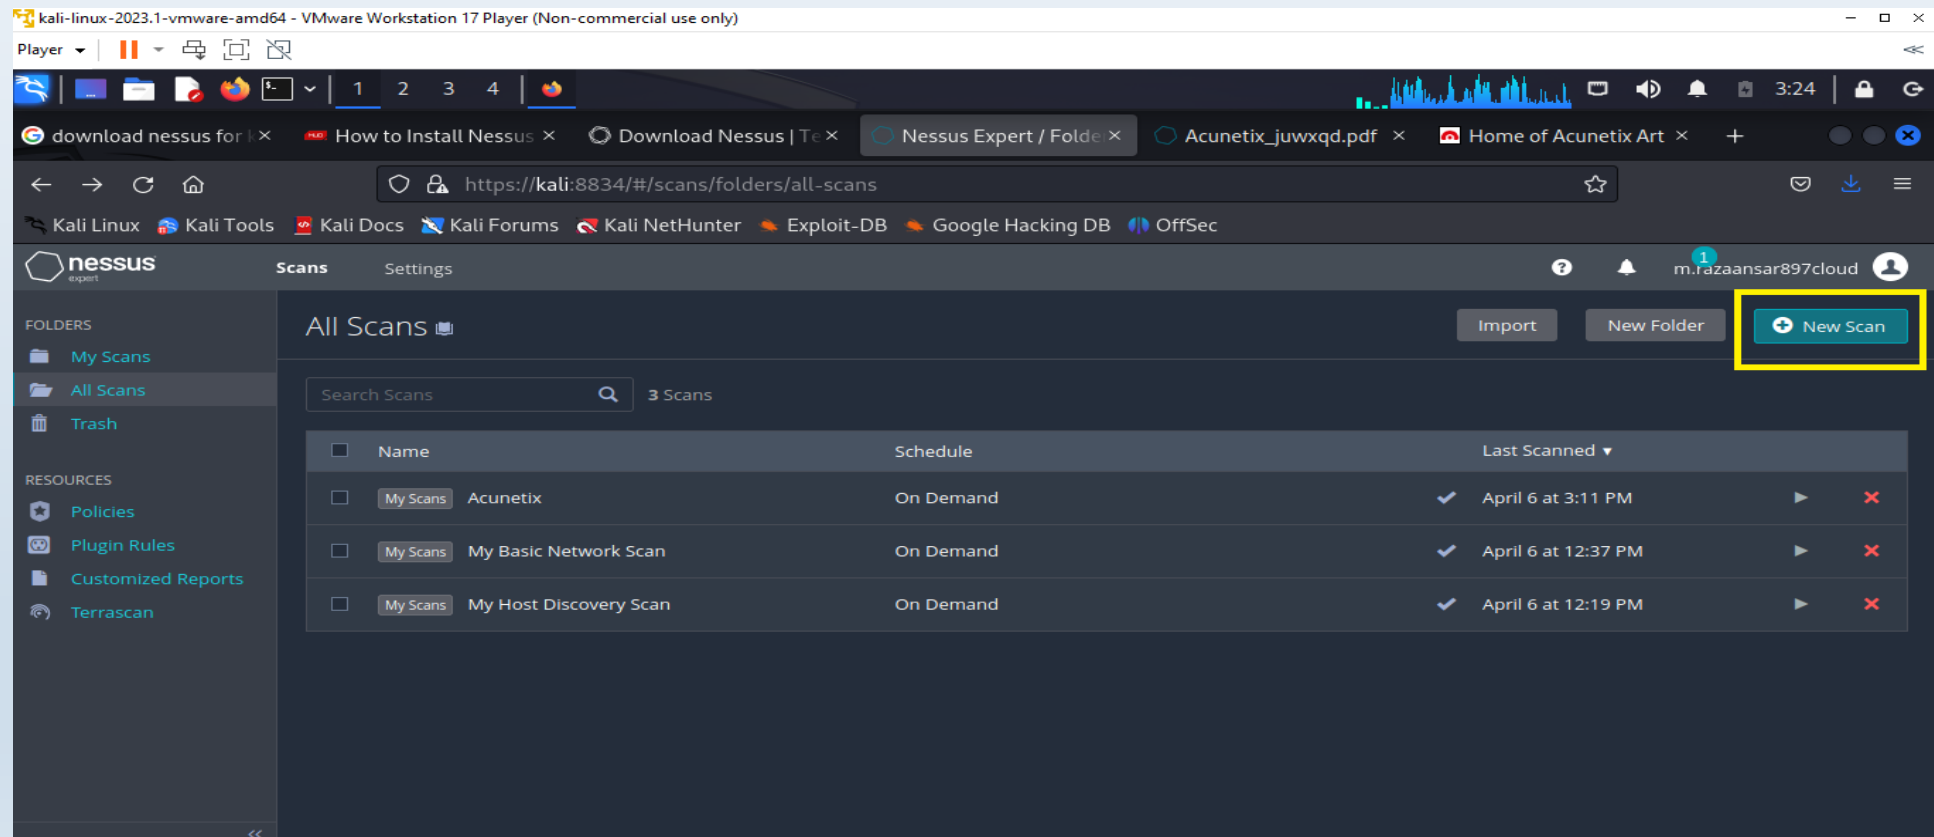 kali-linux-2023.1-vmware-amd64 - VMware Workstation 17 Player (Non-commercial use only)
Player
1 2 3 4 3:24
download nessus for k How to Install Nessus Download Nessus | Te Nessus Expert / Folde Acunetix_juwxqd.pdf Home of Acunetix Art
https://kali:8834/#/scans/folders/all-scans
Kali Linux Kali Tools Kali Docs Kali Forums Kali NetHunter Exploit-DB Google Hacking DB OffSec
nessus Scans Settings 1 m.razaansar897cloud
expert
FOLDERS All Scans Import New Folder New Scan
My Scans
All Scans Search Scans 3 Scans
Trash
Name Schedule Last Scanned
RESOURCES
My Scans Acunetix On Demand April 6 at 3:11 PM
Policies
Plugin Rules My Scans My Basic Network Scan On Demand April 6 at 12:37 PM
Customized Reports
Terrascan My Scans My Host Discovery Scan On Demand April 6 at 12:19 PM